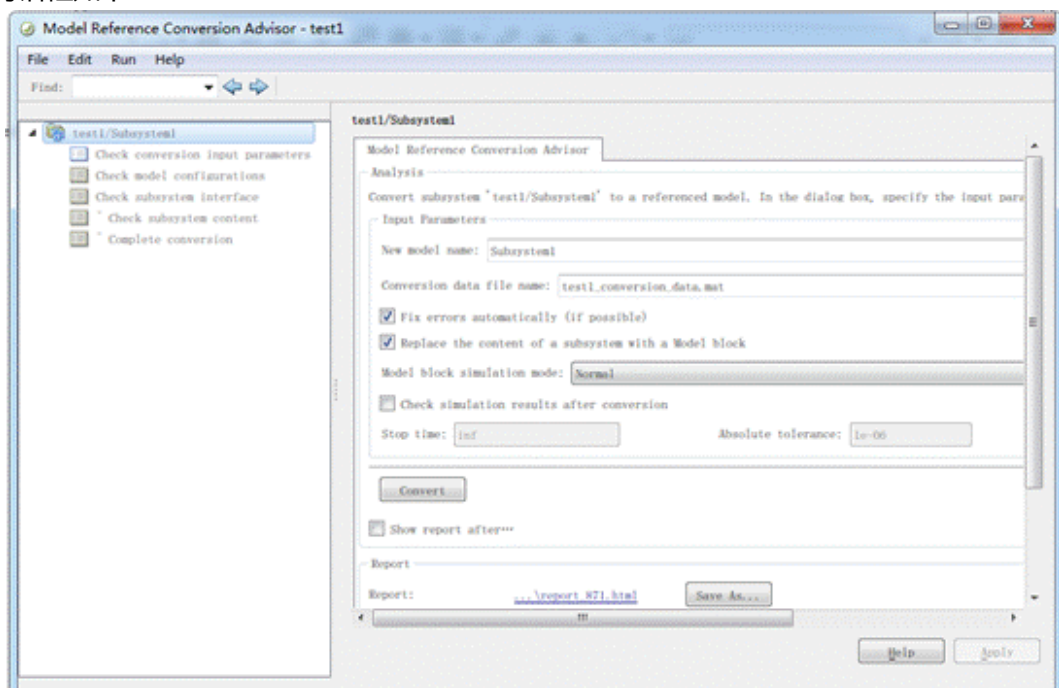 Model Reference Conversion Advisor - test1
File Edit Run Help
Find:
test1/Subsystem1
Check conversion input parameters
Check model configurations
Check subsystem interface
^ Check subsystem content
^ Complete conversion
test1/Subsystem1
Model Reference Conversion Advisor
Analysis
Convert subsystem 'test1/Subsystem1' to a referenced model. In the dialog box, specify the input para
Input Parameters
New model name: Subsystem1
Conversion data file name: test1_conversion_data.mat
Fix errors automatically (if possible)
Replace the content of a subsystem with a Model block
Model block simulation mode: Normal
Check simulation results after conversion
Stop time: inf Absolute tolerance: 1e-06
Convert
Show report after…
Report
Report: ...\report_871.html Save As...
Help Apply